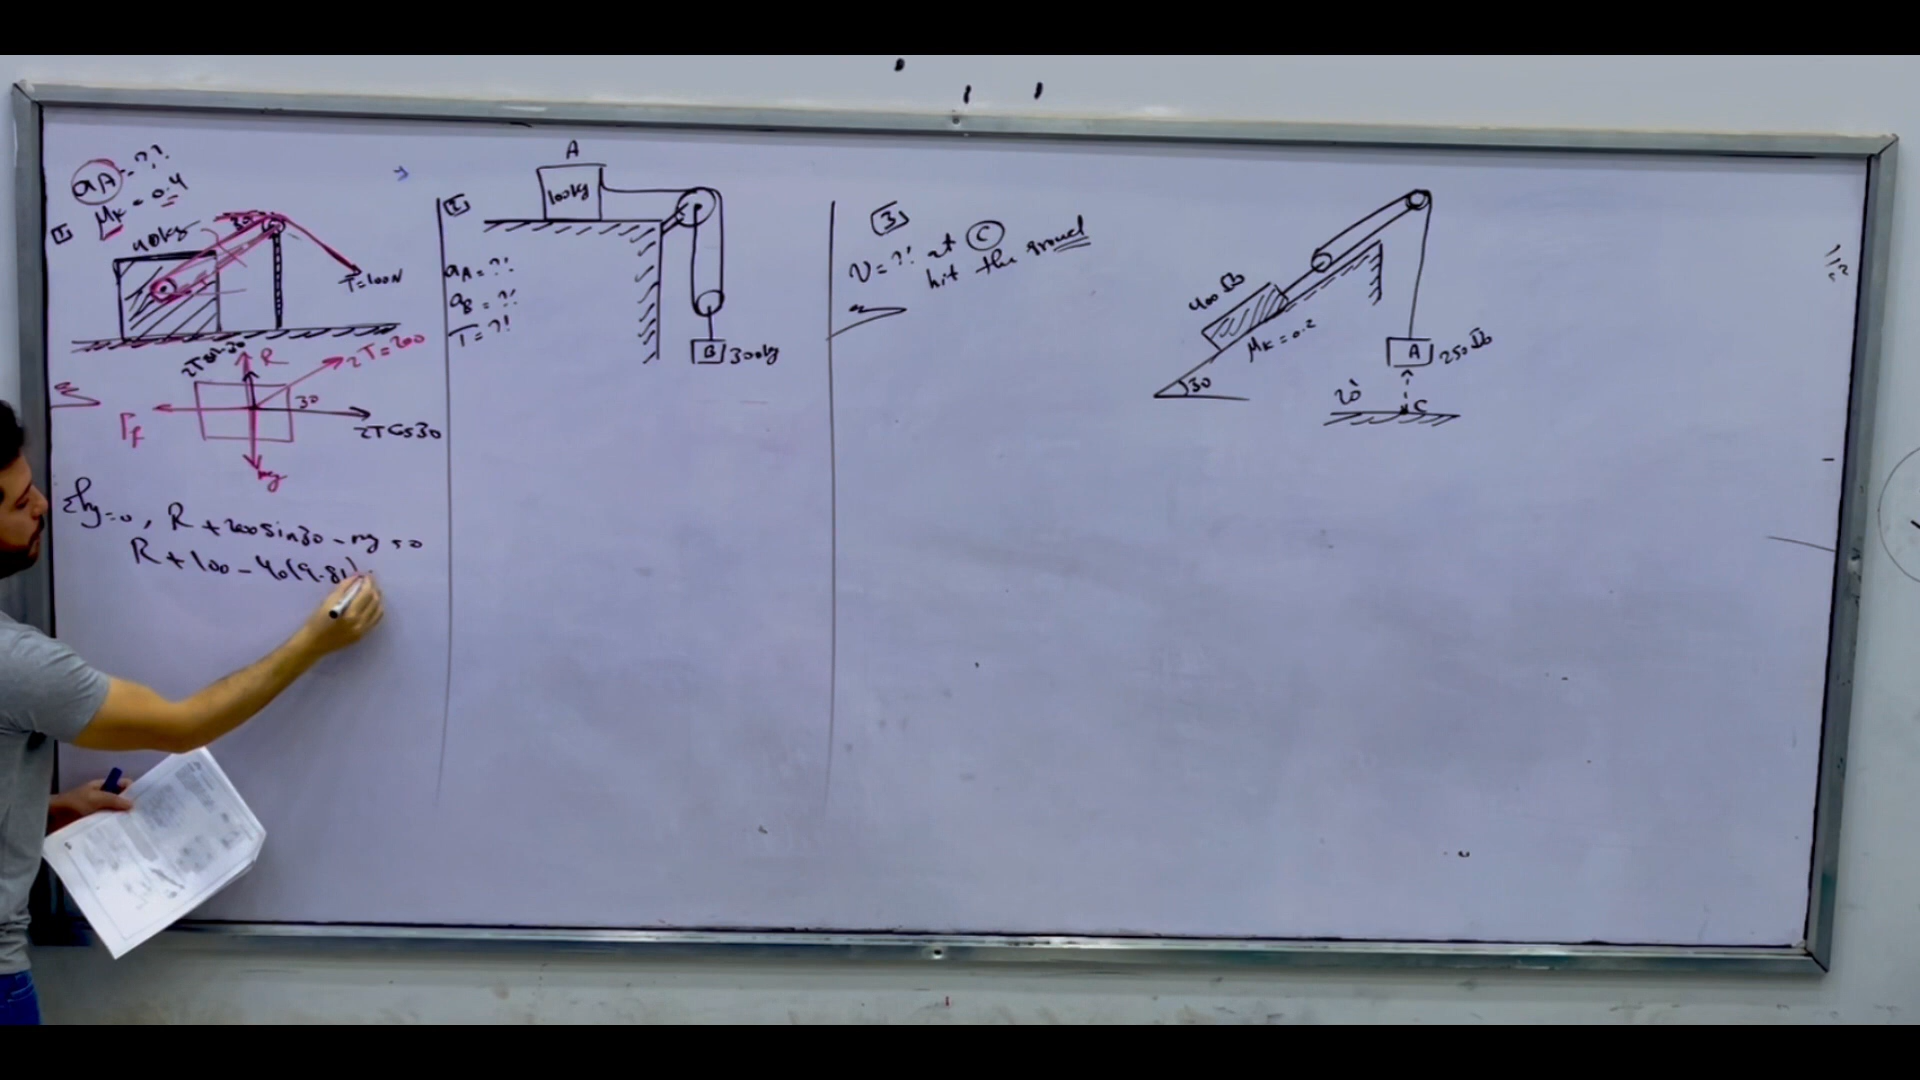 aA = ??
μk = 0.4
1
40kg
30
T=100N
2T sin 30
R
2T=200
30
Ff
2T Cos30
mg
ΣFy=0, R + 200 sin30 - mg = 0
R + 100 - 40(9.81)
2
A
100kg
aA = ??
aB = ??
T = ??
B
300kg
3
V = ?? at C
hit the ground
400 lb
μk = 0.2
30
A
250 lb
20'
C